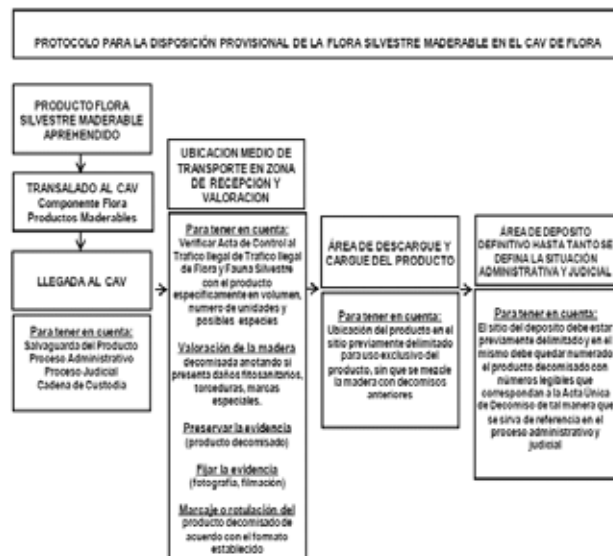 PROTOCOLO PARA LA DISPOSICIÓN PROVISIONAL DE LA FLORA SILVESTRE MADERABLE EN EL CAV DE FLORA
PRODUCTO FLORA
SILVESTRE MADERABLE
APREHENDIDO
TRANSALADO AL CAV
Componente Flora
Productos Maderables
LLEGADA AL CAV
Para tener en cuenta:
Salvaguarda del Producto
Proceso Administrativo
Proceso Judicial
Cadena de Custodia
UBICACION MEDIO DE
TRANSPORTE EN ZONA
DE RECEPCION Y
VALORACION
Para tener en cuenta:
Verificar Acta de Control al
Trafico Ilegal de Trafico Ilegal
de Flora y Fauna Silvestre
con el producto
específicamente en volumen,
numero de unidades y
posibles especies
Valoración de la madera
decomisada anotando si
presenta daños fitosanitarios,
torceduras, marcas
especiales.
Preservar la evidencia
(producto decomisado)
Fijar la evidencia
(fotografía, filmación)
Marcaje o rotulación del
producto decomisado de
acuerdo con el formato
establecido
ÁREA DE DESCARGUE Y
CARGUE DEL PRODUCTO
Para tener en cuenta:
Ubicación del producto en el
sitio previamente delimitado
para uso exclusivo del
producto, sin que se mezcle
la madera con decomisos
anteriores
ÁREA DE DEPOSITO
DEFINITIVO HASTA TANTO SE
DEFINA LA SITUACIÓN
ADMINISTRATIVA Y JUDICIAL
Para tener en cuenta:
El sitio del deposito debe estar
previamente delimitado y en el
mismo debe quedar numerado
el producto decomisado con
números legibles que
correspondan a la Acta Única
de Decomiso de tal manera que
se sirva de referencia en el
proceso administrativo y
judicial